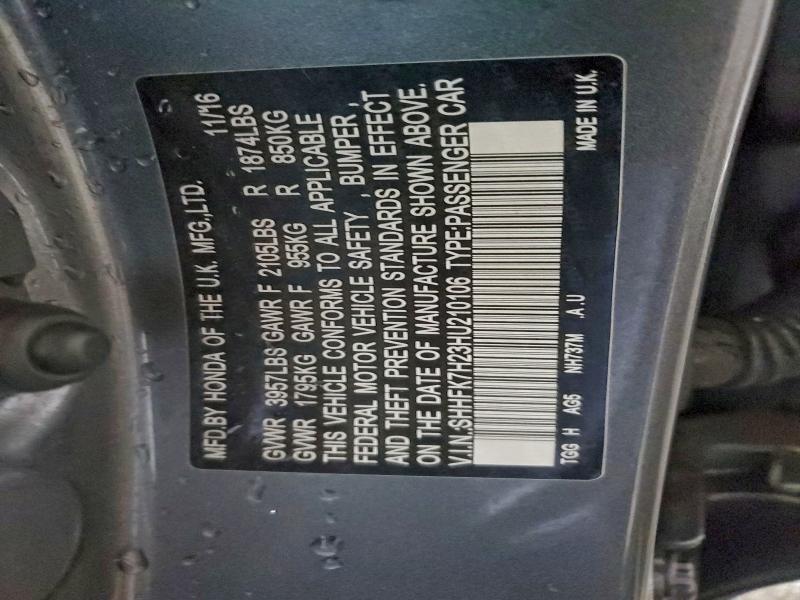 MFD.BY HONDA OF THE U.K. MFG.,LTD. 11/16
GVWR 3957LBS GAWR F 2105LBS R 1874LBS
GVWR 1795KG GAWR F 955KG R 850KG
THIS VEHICLE CONFORMS TO ALL APPLICABLE
FEDERAL MOTOR VEHICLE SAFETY , BUMPER ,
AND THEFT PREVENTION STANDARDS IN EFFECT
ON THE DATE OF MANUFACTURE SHOWN ABOVE.
V.I.N.:SHHFK7H23HU210106 TYPE:PASSENGER CAR
TGG H AG5 NH737M .A.U MADE IN U.K.